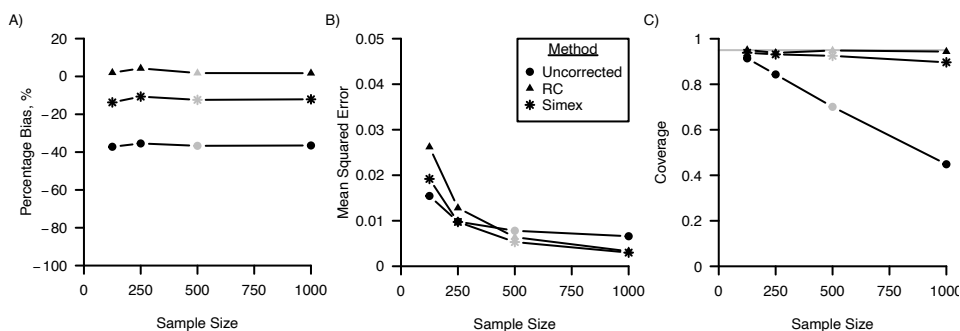 A)
Percentage Bias, %
20
0
−20
−40
−60
−80
−100
0 250 500 750 1000
Sample Size
B)
Mean Squared Error
0.05
0.04
0.03
0.02
0.01
0
0 250 500 750 1000
Sample Size
Method
Uncorrected
RC
Simex
C)
Coverage
1
0.8
0.6
0.4
0.2
0
0 250 500 750 1000
Sample Size